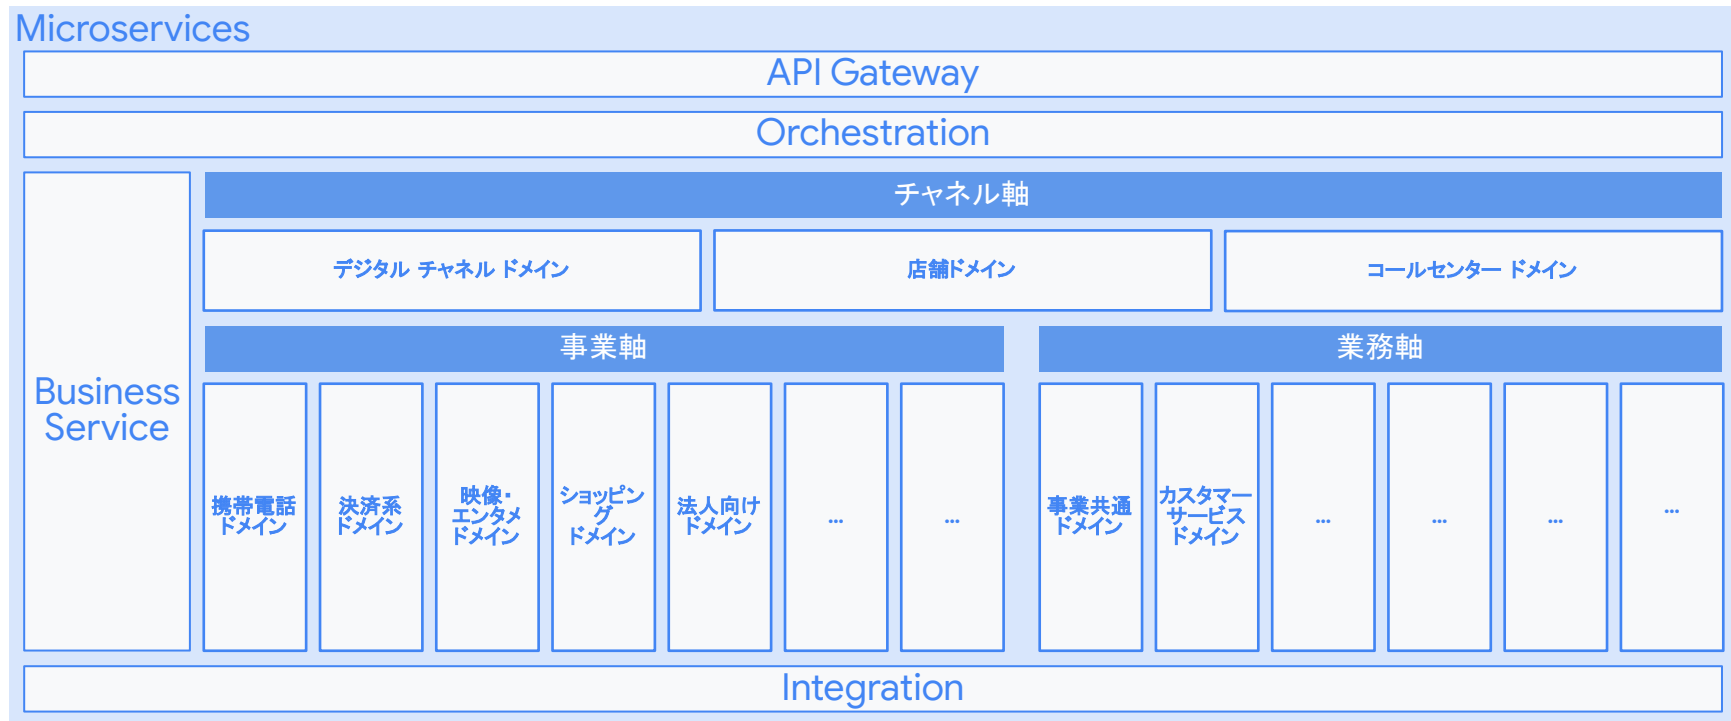 Microservices
API Gateway
Orchestration
Business
Service
チャネル軸
デジタル チャネル ドメイン
店舗ドメイン
コールセンター ドメイン
事業軸
業務軸
携帯電話
ドメイン
決済系
ドメイン
映像・
エンタメ
ドメイン
ショッピン
グ
ドメイン
法人向け
ドメイン
...
...
事業共通
ドメイン
カスタマー
サービス
ドメイン
...
...
...
...
Integration